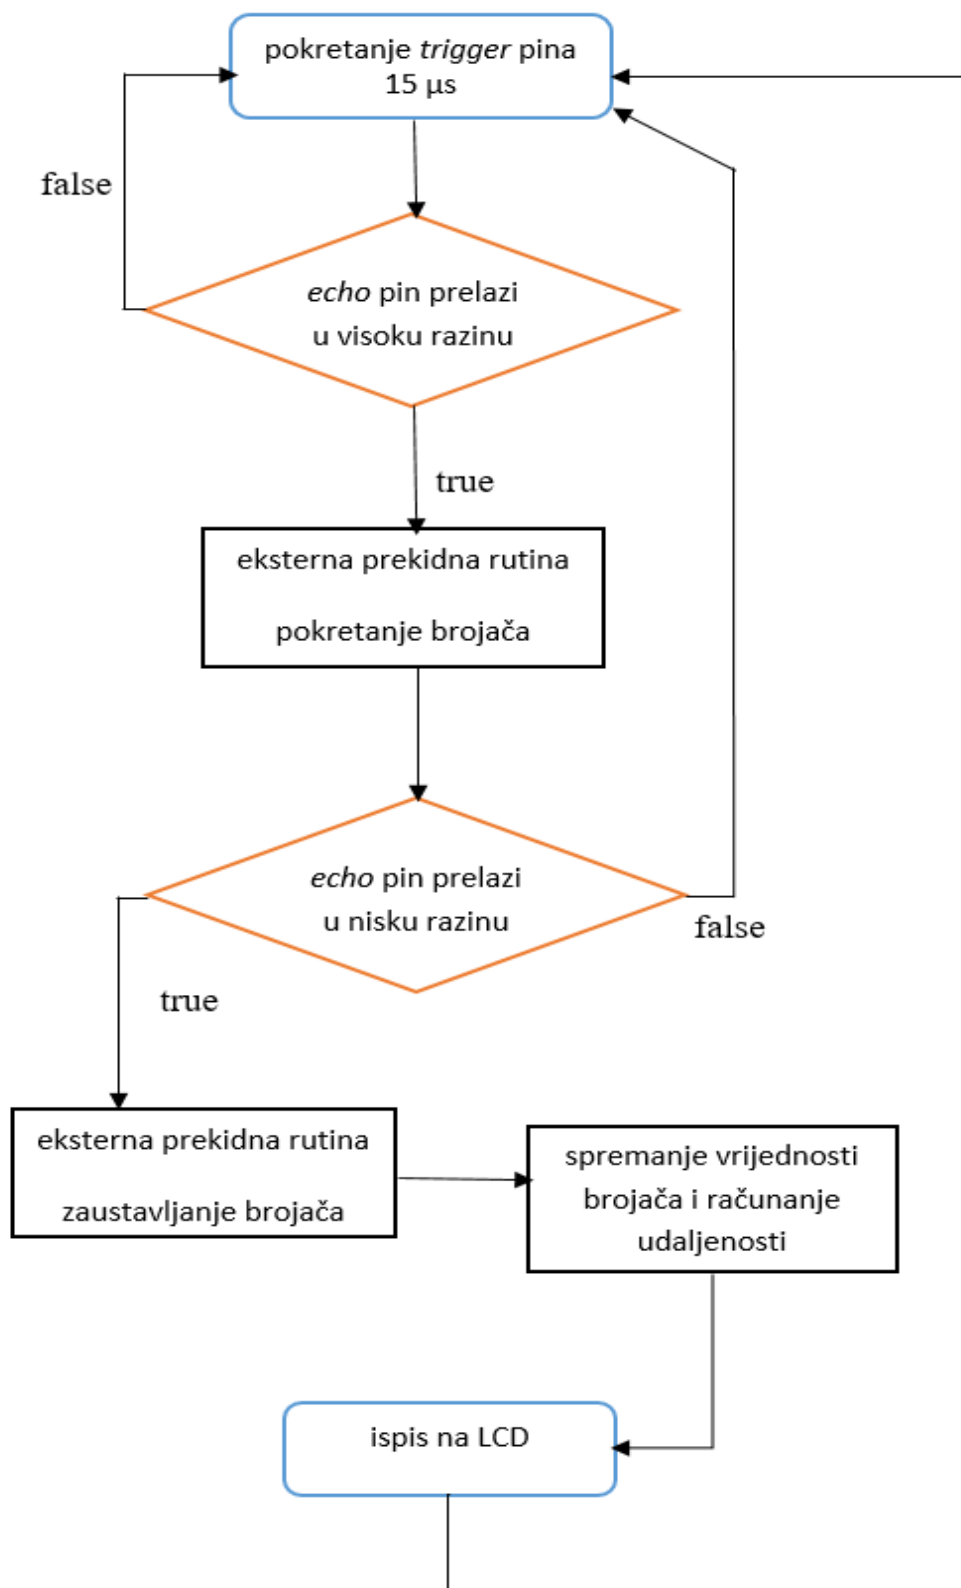 pokretanje trigger pina
15 µs
false
echo pin prelazi
u visoku razinu
true
eksterna prekidna rutina
pokretanje brojača
echo pin prelazi
u nisku razinu
false
true
eksterna prekidna rutina
zaustavljanje brojača
spremanje vrijednosti
brojača i računanje
udaljenosti
ispis na LCD